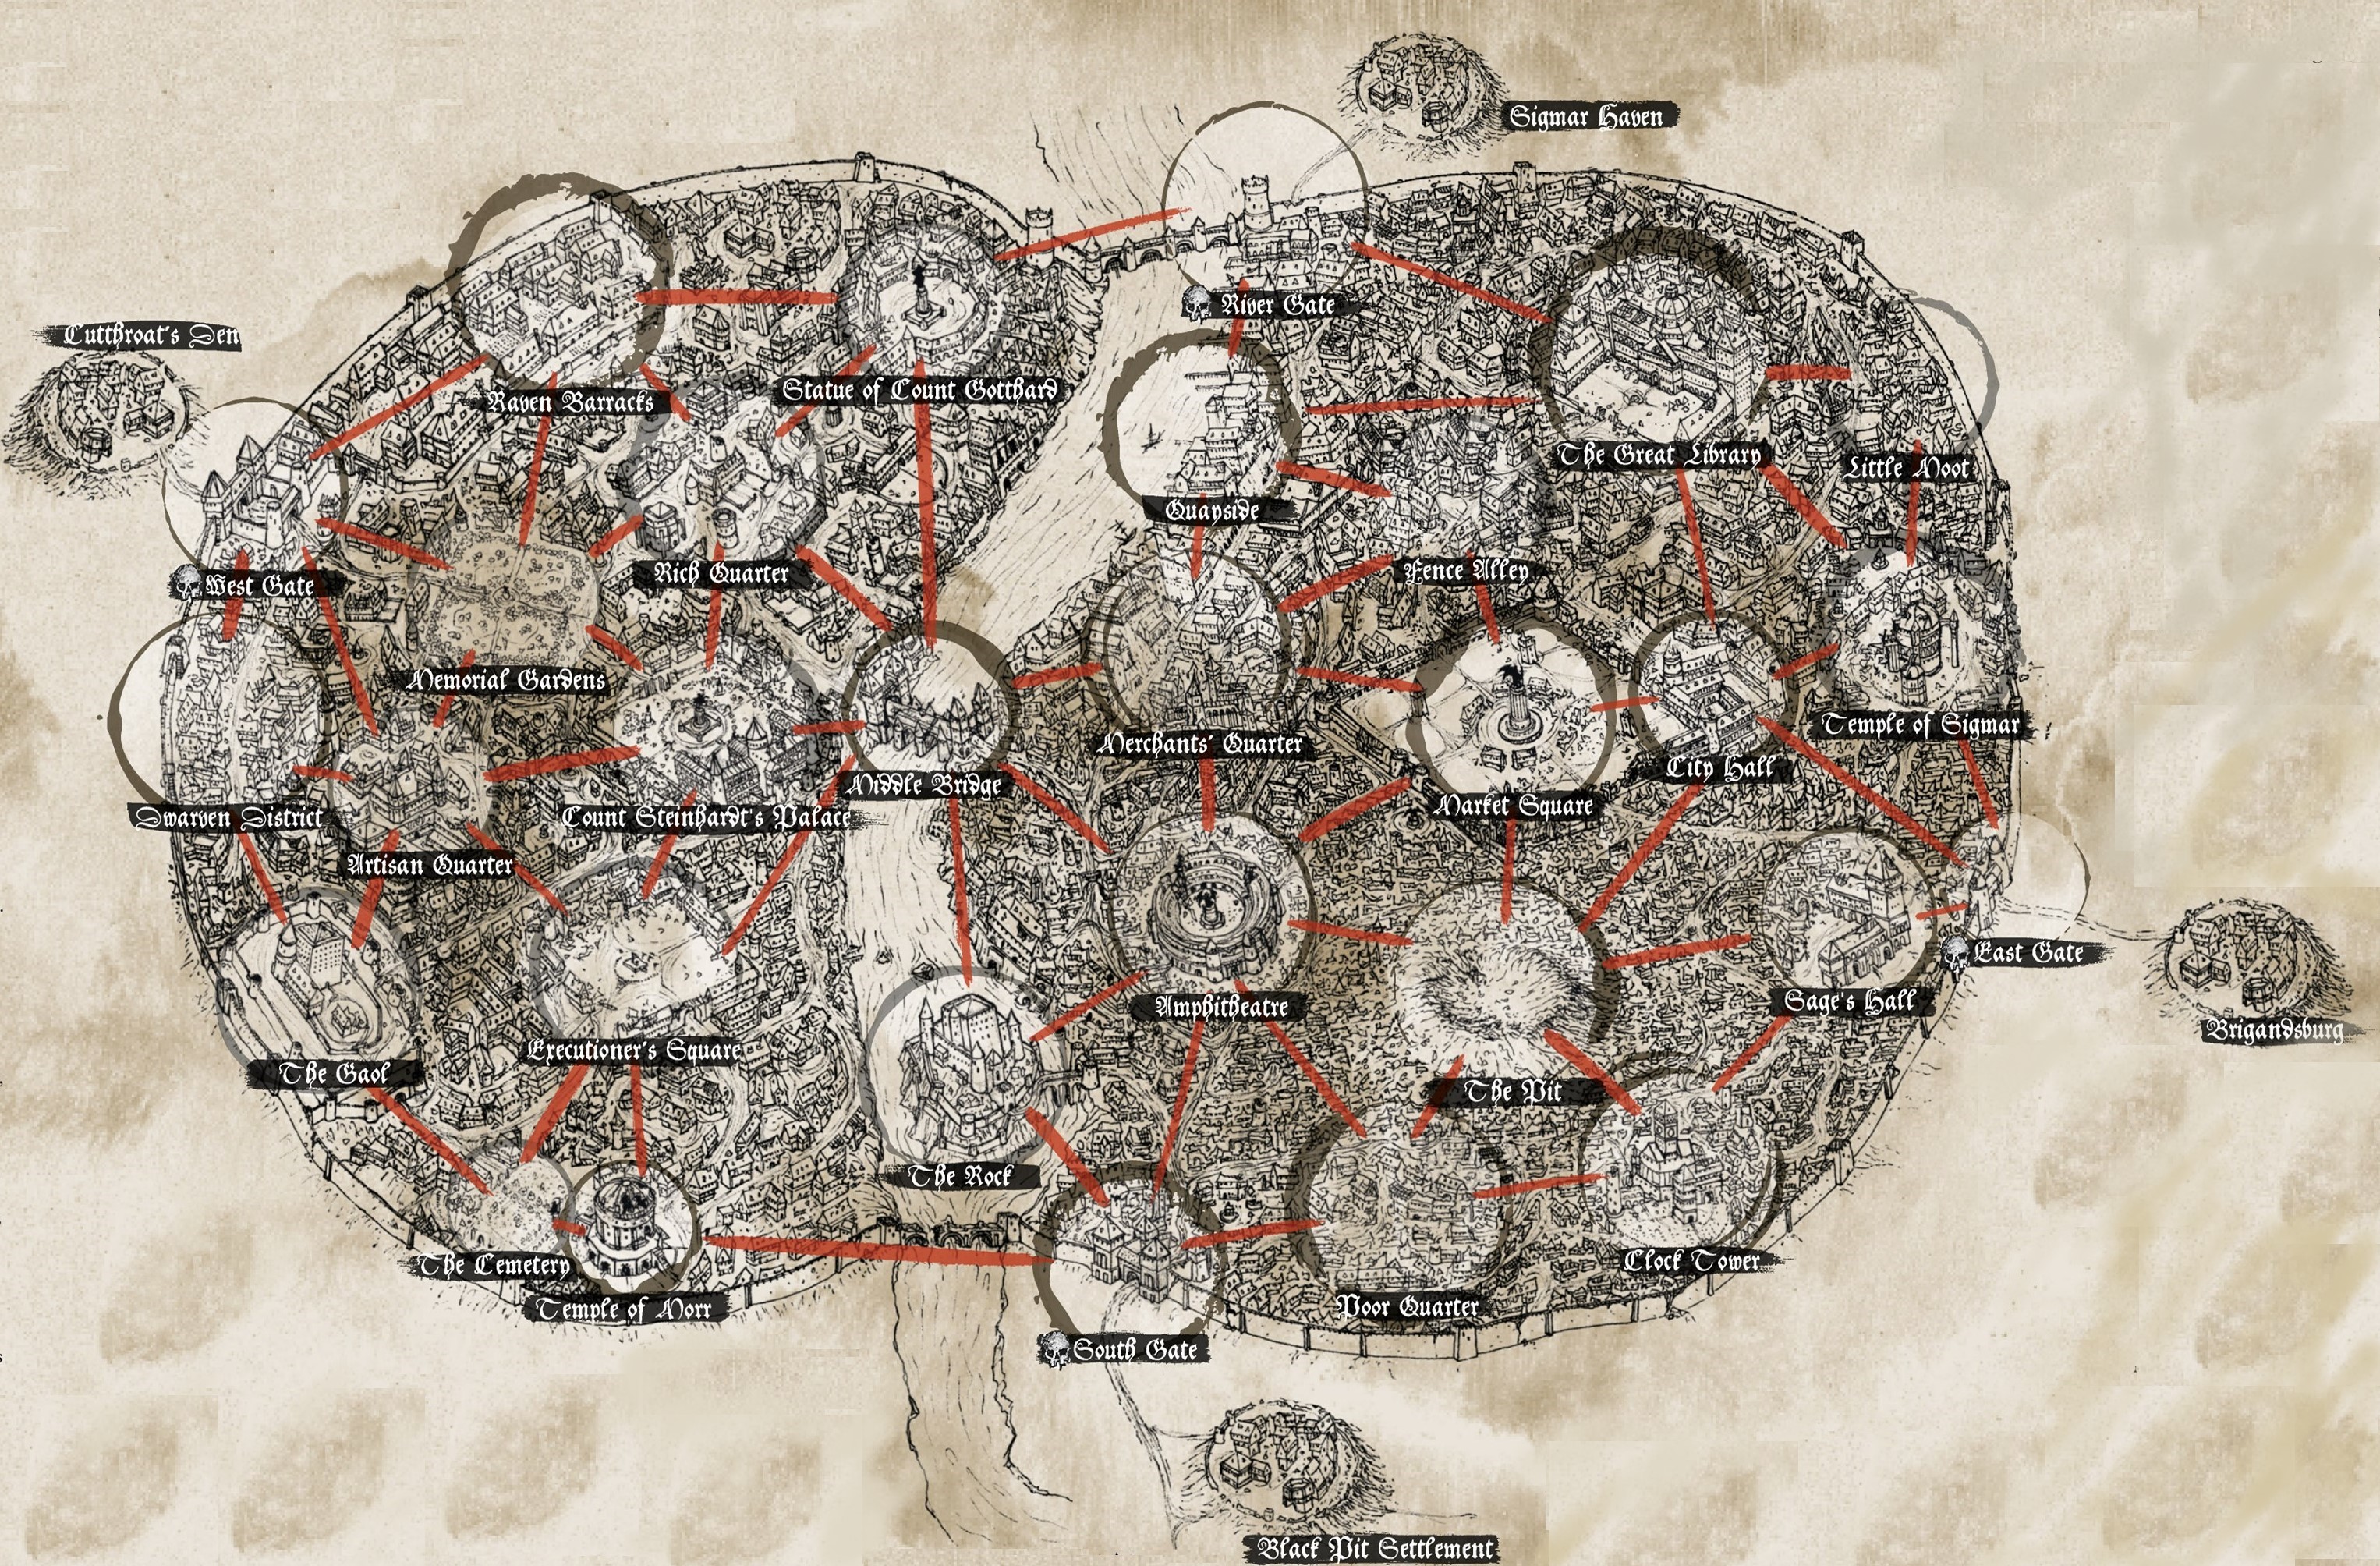 Sigmar Haven
River Gate
Cutthroat's Den
Raven Barracks
Statue of Count Gotthard
The Great Library
Little Moot
Quayside
Fence Alley
West Gate
Rich Quarter
Memorial Gardens
Temple of Sigmar
Merchants' Quarter
City Hall
Middle Bridge
Market Square
Dwarven District
Count Steinhardt's Palace
Artisan Quarter
East Gate
Sage's Hall
Amphitheatre
Brigandsburg
Executioner's Square
The Gaol
The Pit
The Rock
The Cemetery
Clock Tower
Temple of Morr
Poor Quarter
South Gate
Black Pit Settlement